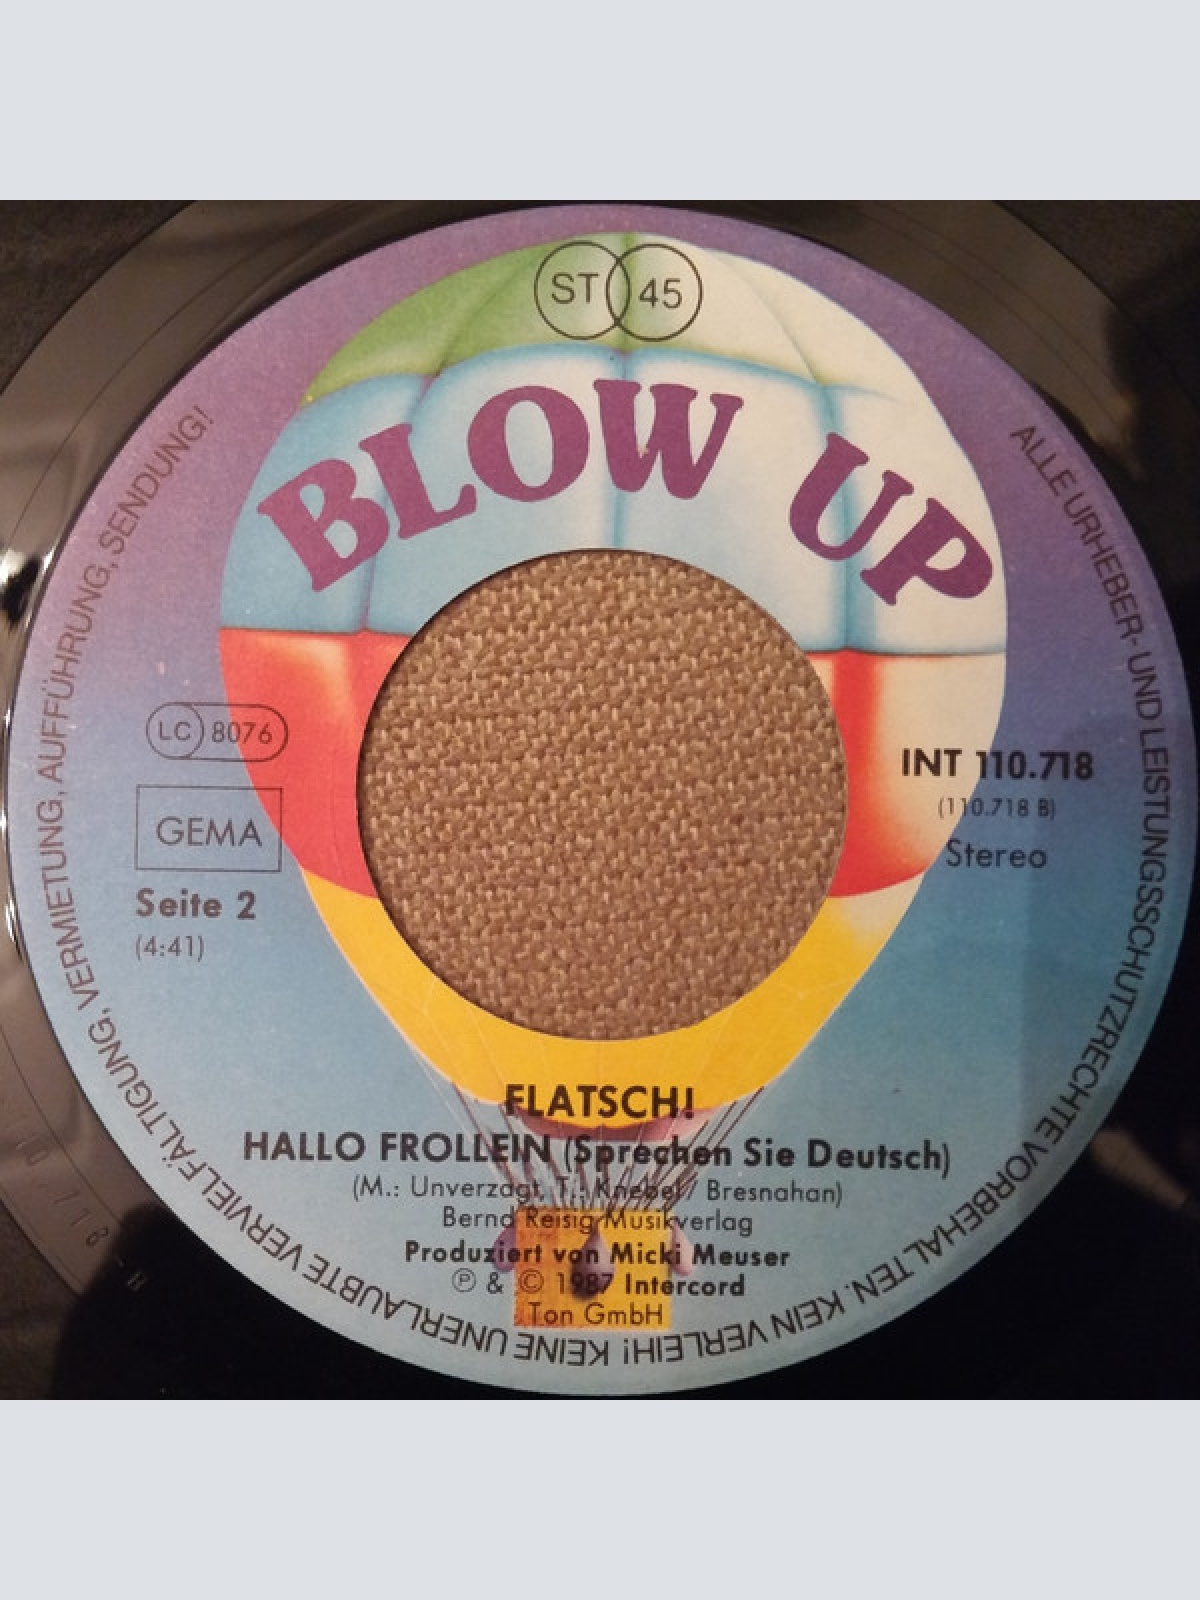 ST 45
BLOW UP
LC 8076
GEMA
Seite 2
(4:41)
INT 110.718
(110.718 B)
Stereo
FLATSCH!
HALLO FROLLEIN (Sprechen Sie Deutsch)
(M.: Unverzagt, T.: Knebel / Bresnahan)
Bernd Reisig Musikverlag
Produziert von Micki Meuser
Ⓟ & © 1987 Intercord
Ton GmbH
ALLE URHEBER- UND LEISTUNGSSCHUTZRECHTE VORBEHALTEN. KEIN VERLEIH! KEINE UNERLAUBTE VERVIELFÄLTIGUNG, VERMIETUNG, AUFFÜHRUNG, SENDUNG!